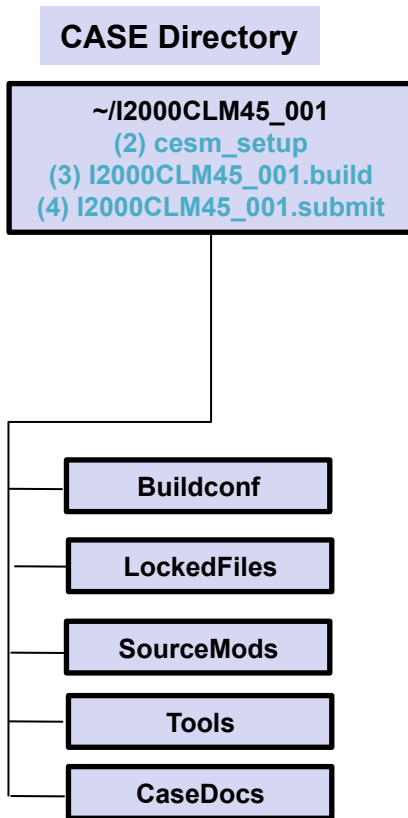 CASE Directory
~/I2000CLM45_001
(2) cesm_setup
(3) I2000CLM45_001.build
(4) I2000CLM45_001.submit
Buildconf
LockedFiles
SourceMods
Tools
CaseDocs